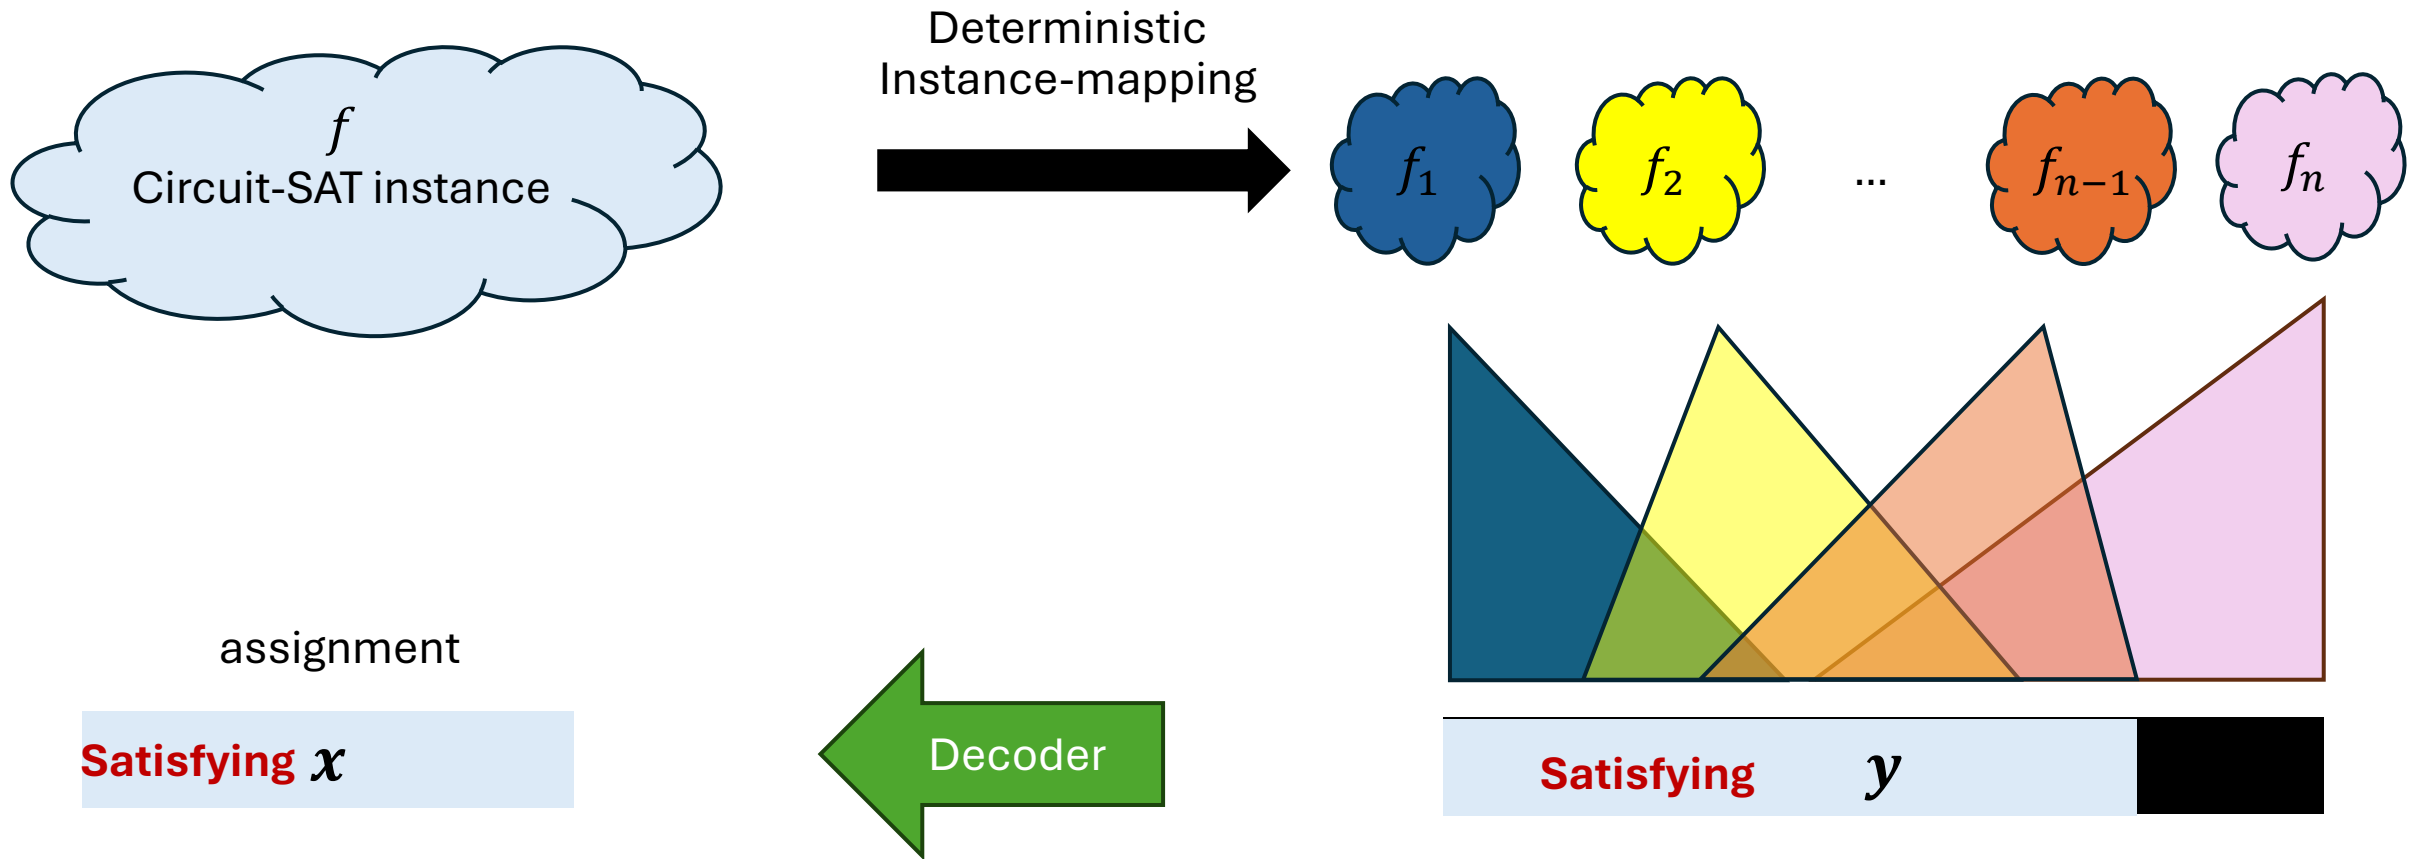 Deterministic
Instance-mapping
f
Circuit-SAT instance
f₁
f₂
...
fₙ₋₁
fₙ
assignment
Satisfying x
Decoder
Satisfying y